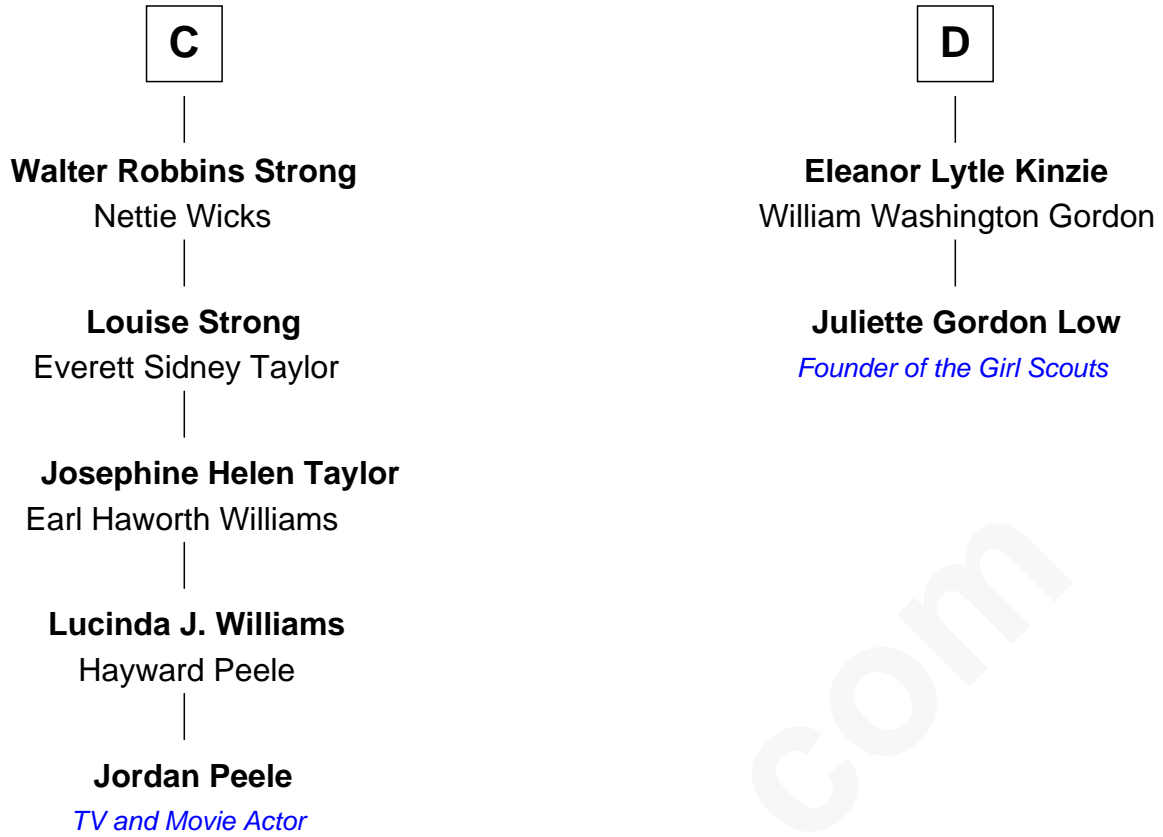 C
Walter Robbins Strong
Nettie Wicks
Louise Strong
Everett Sidney Taylor
Josephine Helen Taylor
Earl Haworth Williams
Lucinda J. Williams
Hayward Peele
Jordan Peele
TV and Movie Actor
D
Eleanor Lytle Kinzie
William Washington Gordon
Juliette Gordon Low
Founder of the Girl Scouts
com